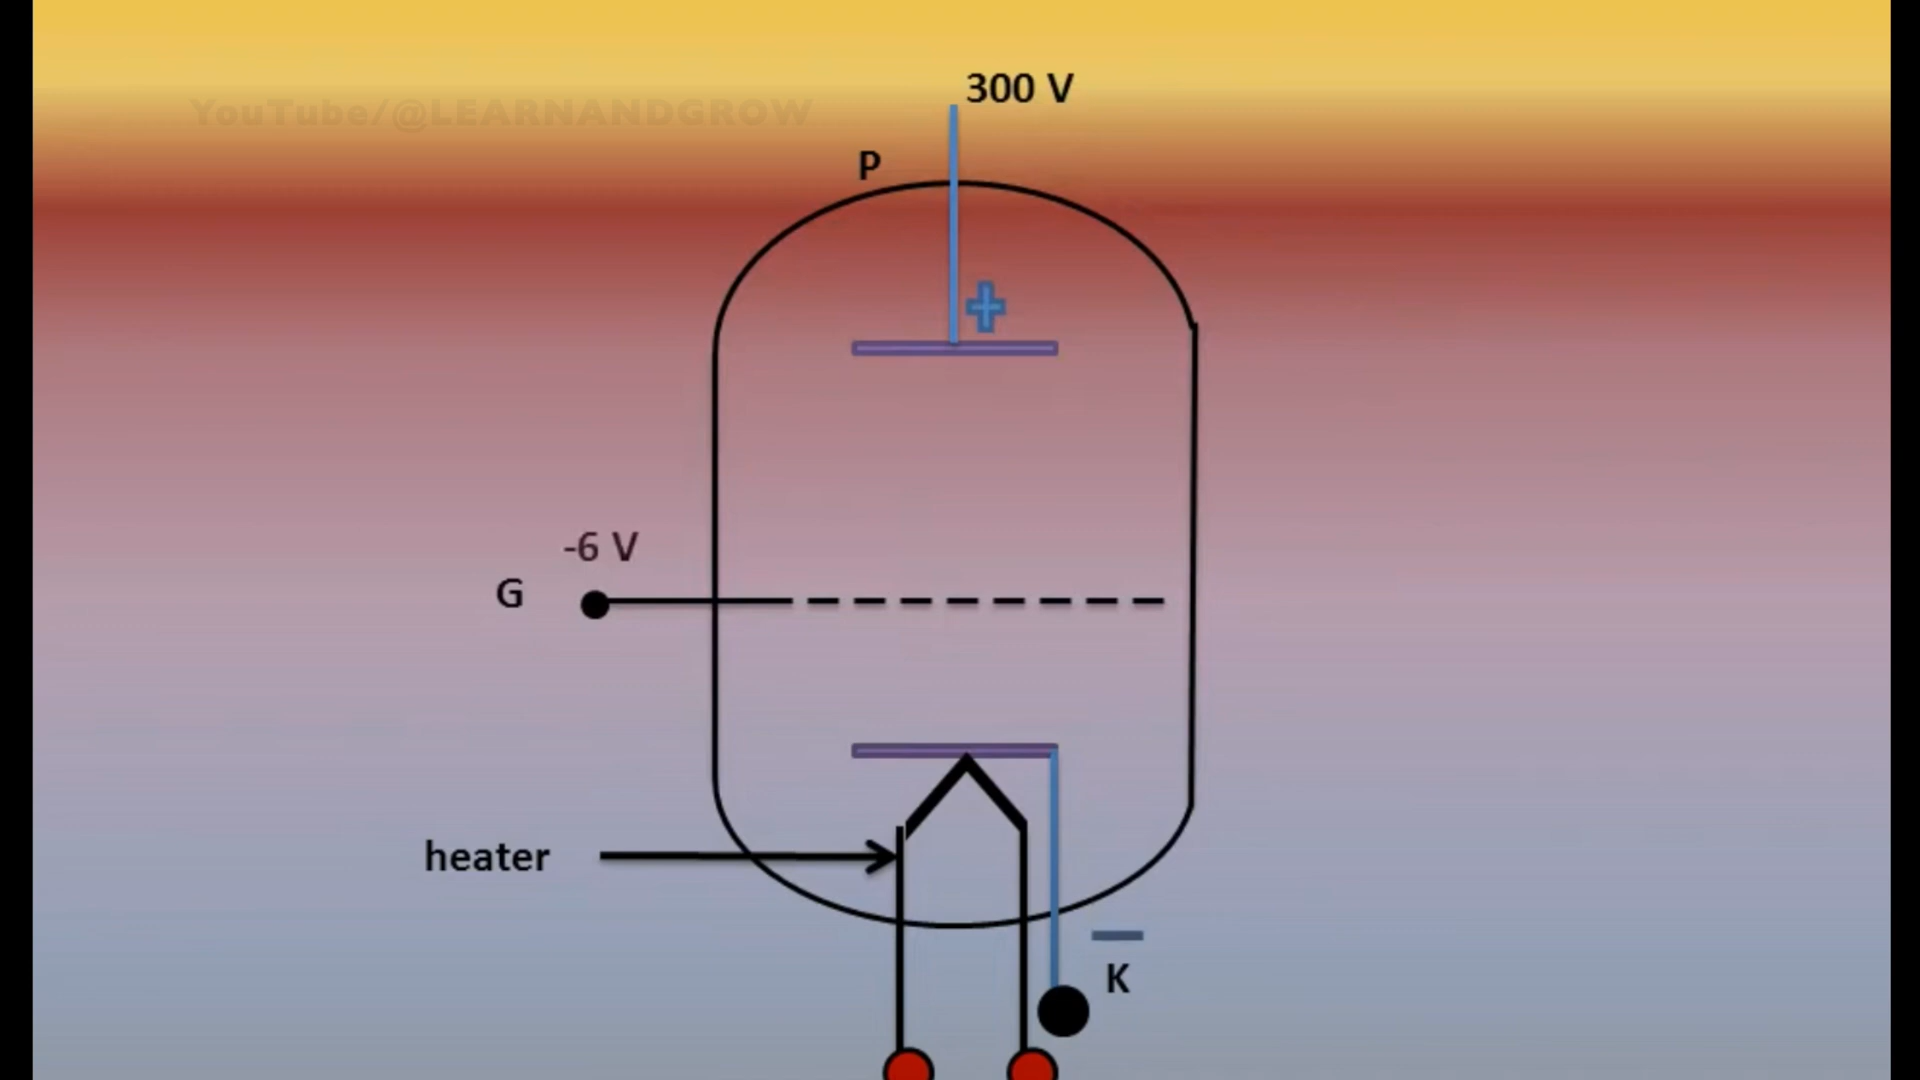 300 V
YouTube/@LEARNANDGROW
P
+
-6 V
G
heater
K